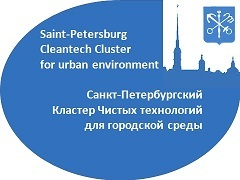 Saint-Petersburg
Cleantech Cluster
for urban environment
Санкт-Петербургский
Кластер Чистых технологий
для городской среды